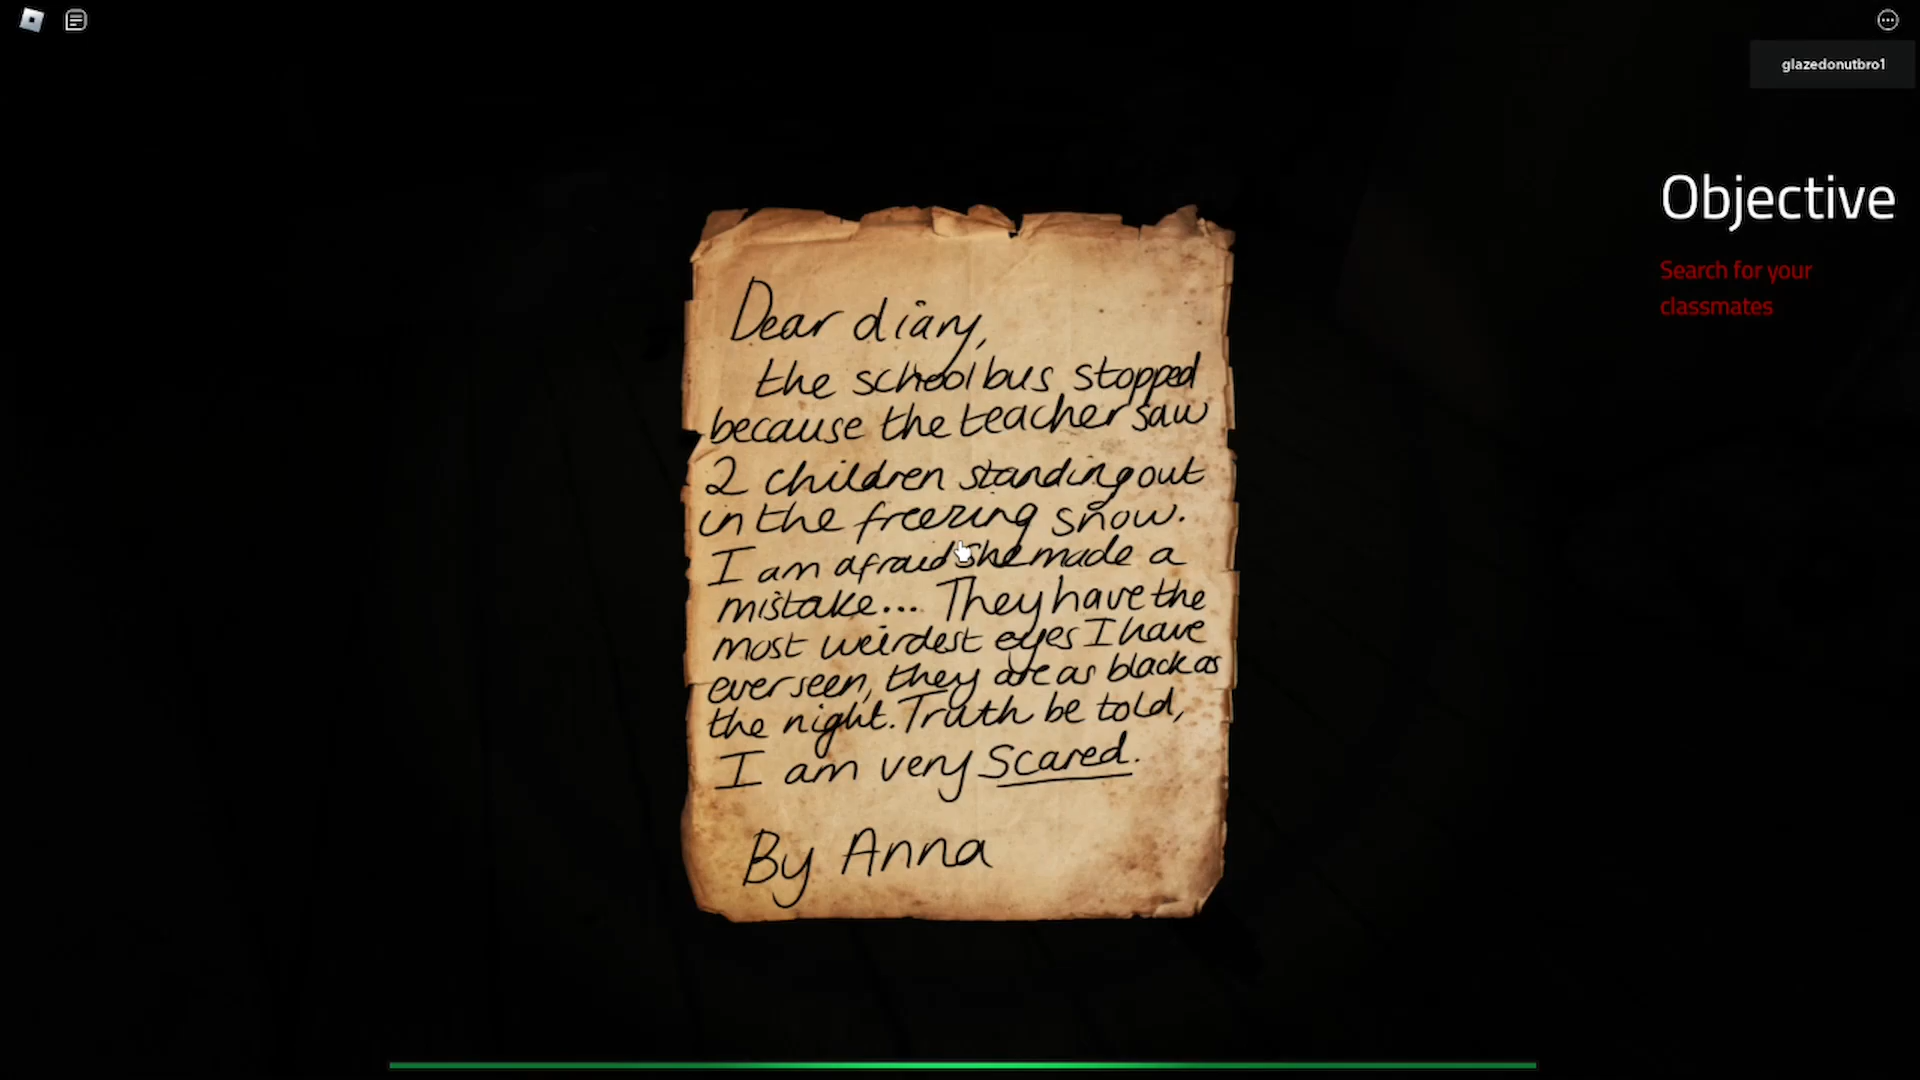 glazedonutbro1
Objective
Search for your
classmates
Dear diary,
the school bus stopped
because the teacher saw
2 children standing out
in the freezing snow.
I am afraid she made a
mistake... They have the
most weirdest eyes I have
ever seen, they are as black as
the night. Truth be told,
I am very scared.
By Anna